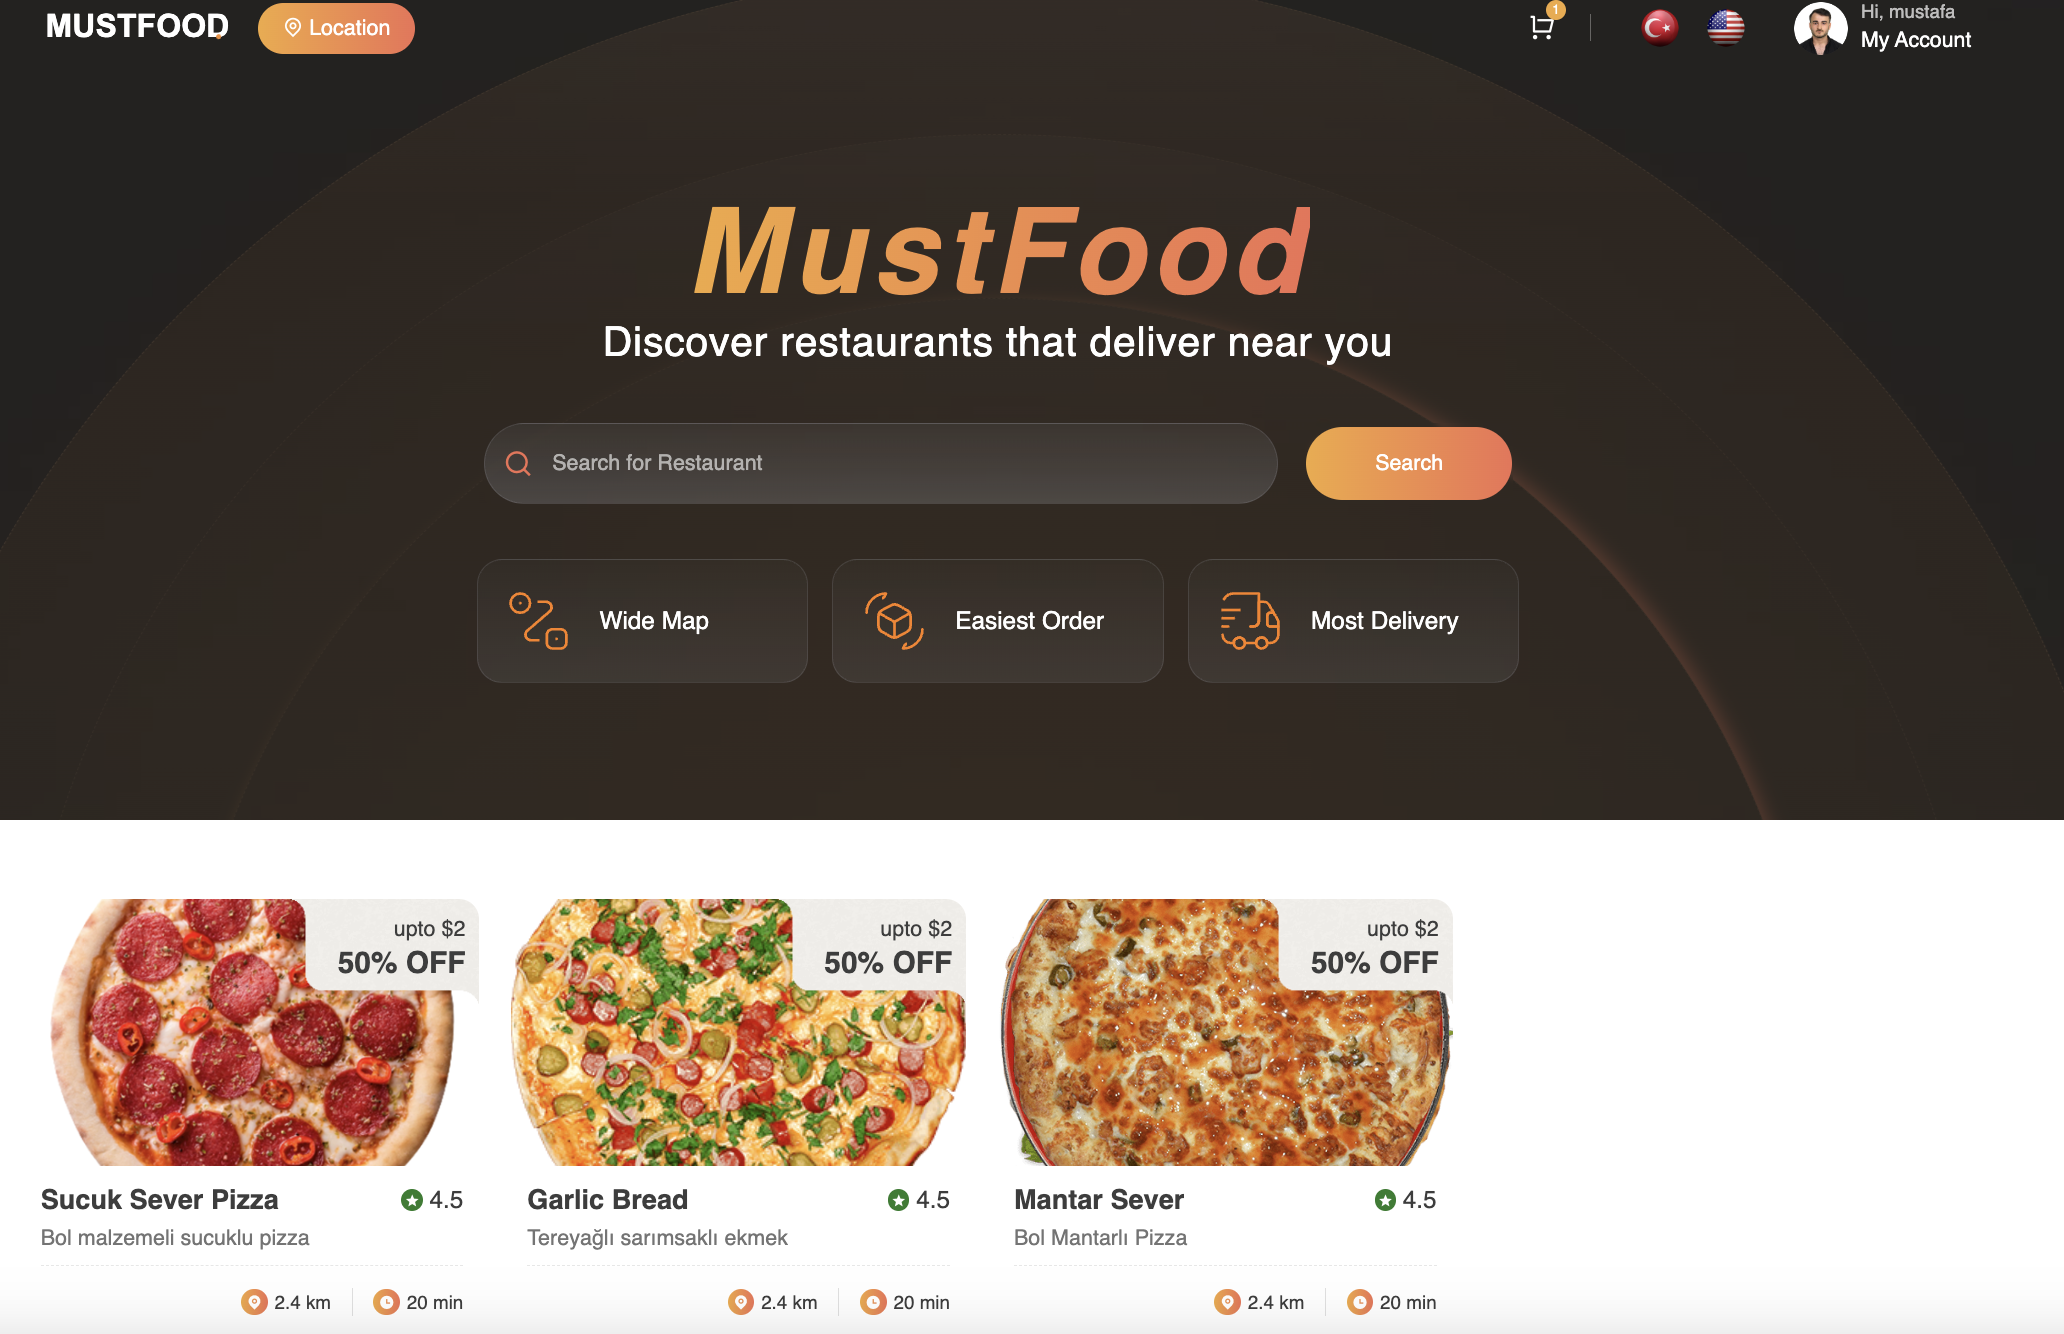 MUSTFOOD
Location
1
Hi, mustafa
My Account
MustFood
Discover restaurants that deliver near you
Search for Restaurant
Search
Wide Map
Easiest Order
Most Delivery
upto $2
50% OFF
Sucuk Sever Pizza
4.5
Bol malzemeli sucuklu pizza
2.4 km
20 min
upto $2
50% OFF
Garlic Bread
4.5
Tereyağlı sarımsaklı ekmek
2.4 km
20 min
upto $2
50% OFF
Mantar Sever
4.5
Bol Mantarlı Pizza
2.4 km
20 min